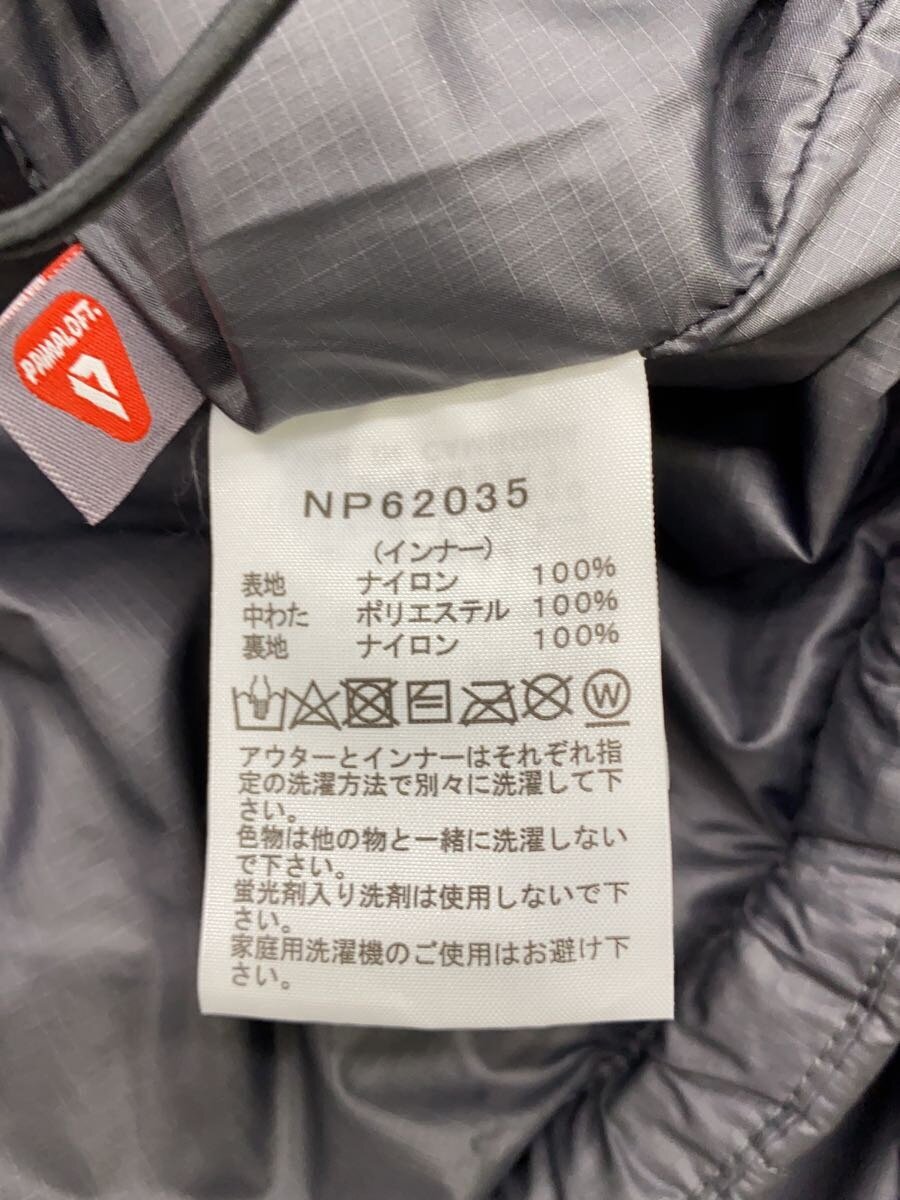 PRIMALOFT
NP62035
(インナー)
表地 ナイロン 100%
中わた ポリエステル 100%
裏地 ナイロン 100%
W
アウターとインナーはそれぞれ指
定の洗濯方法で別々に洗濯して下
さい。
色物は他の物と一緒に洗濯しない
で下さい。
蛍光剤入り洗剤は使用しないで下
さい。
家庭用洗濯機のご使用はお避け下
さい。